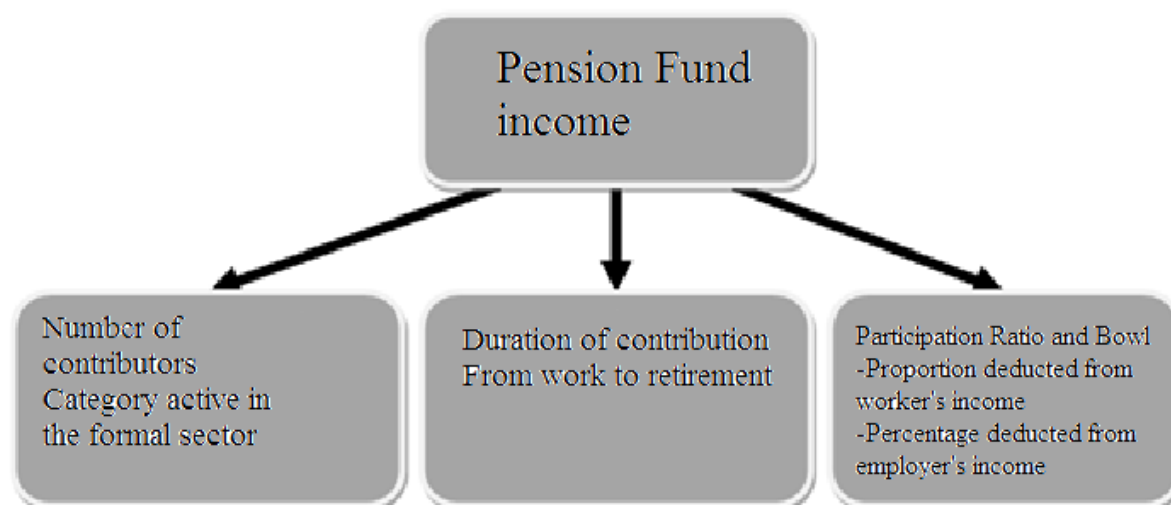 Pension Fund
income
Number of
contributors
Category active in
the formal sector
Duration of contribution
From work to retirement
Participation Ratio and Bowl
-Proportion deducted from
worker's income
-Percentage deducted from
employer's income